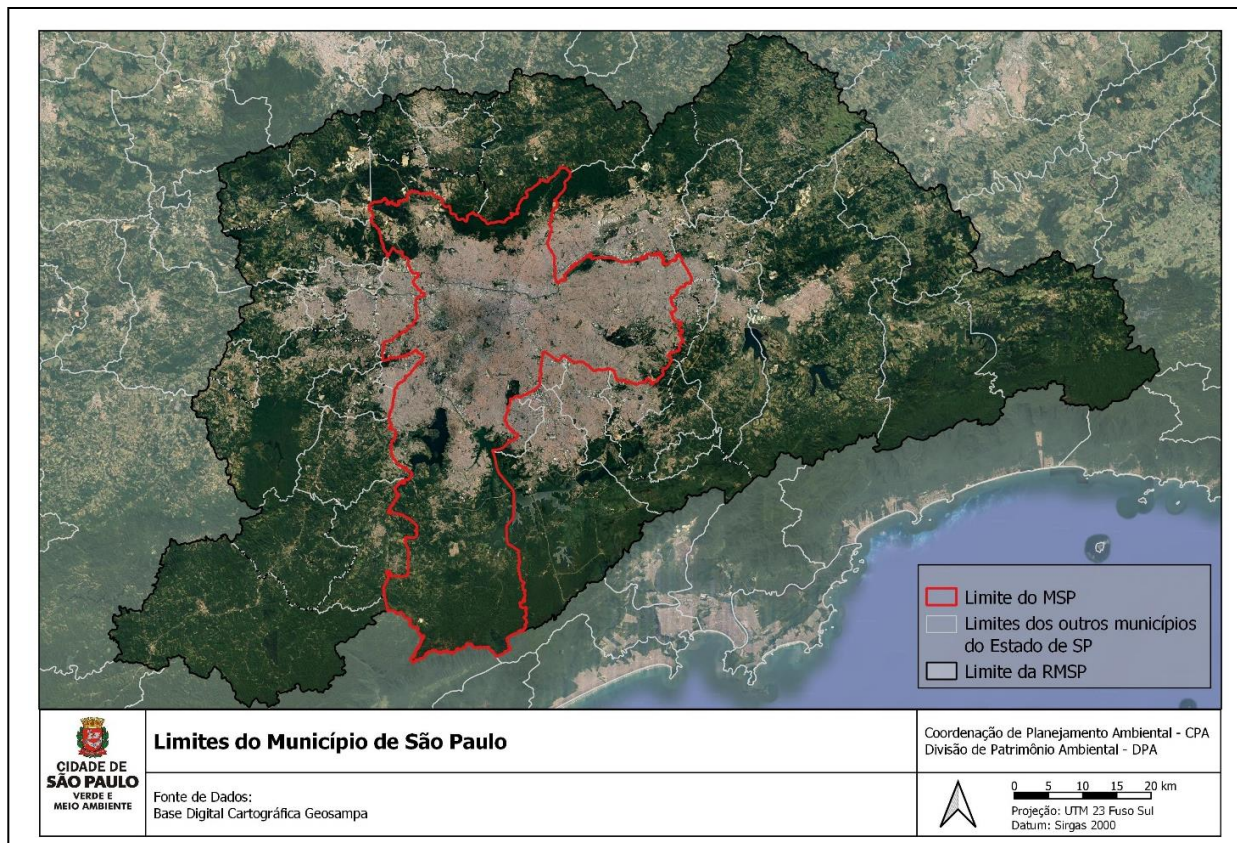 Limite do MSP
Limites dos outros municípios
do Estado de SP
Limite da RMSP
CIDADE DE
SÃO PAULO
VERDE E
MEIO AMBIENTE
Limites do Município de São Paulo
Fonte de Dados:
Base Digital Cartográfica Geosampa
Coordenação de Planejamento Ambiental - CPA
Divisão de Patrimônio Ambiental - DPA
0 5 10 15 20 km
Projeção: UTM 23 Fuso Sul
Datum: Sirgas 2000